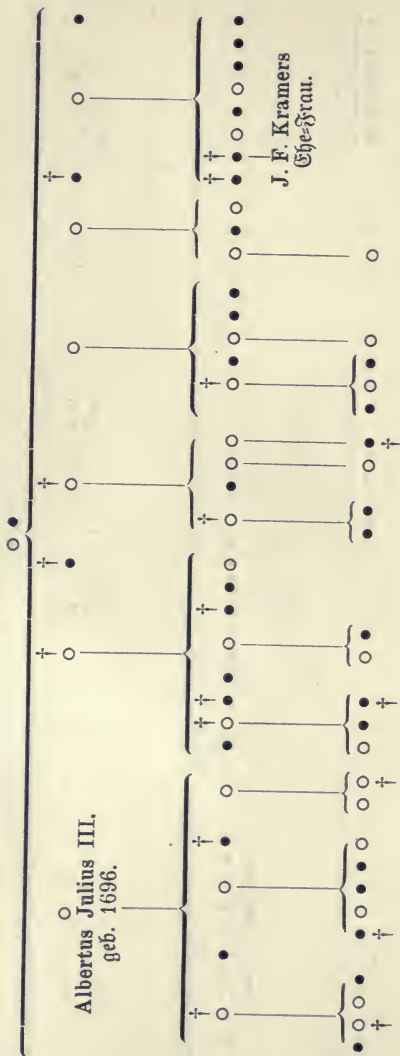 Albertus Julius III.
geb. 1696.
J. F. Kramers
Ehe=Frau.